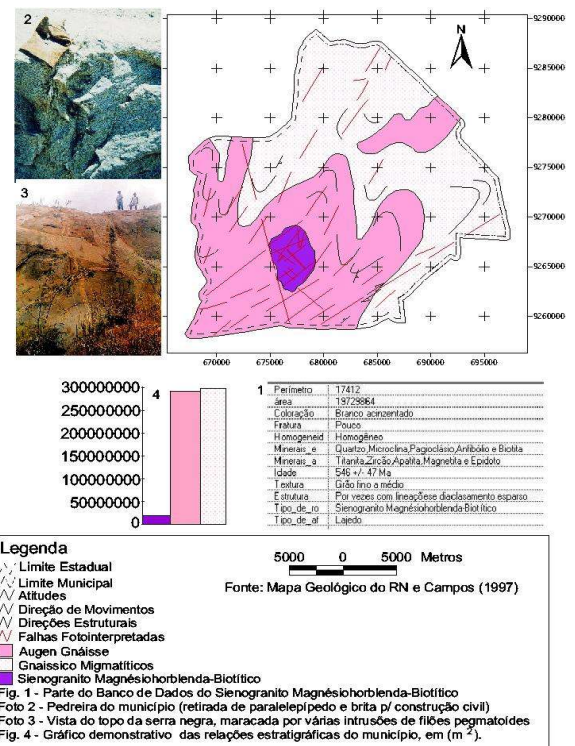 2
3
N
9290000
9285000
9280000
9275000
9270000
9265000
9260000
670000 675000 680000 685000 690000 695000
300000000
250000000
200000000
150000000
100000000
50000000
0
4
1
Perímetro 17412
área 19729864
Coloração Branco acinzentado
Fratura Pouco
Homogeneid Homogêneo
Minerais_e Quartzo,Microclina,Pagioclásio,Anfibólio e Biotita
Minerais_a Titanita,Zircão,Apatita,Magnetita e Epidoto
Idade 546 +/- 47 Ma
Textura Grão fino a médio
Estrutura Por vezes com lineaçõese diaclasamento esparso
Tipo_de_ro Sienogranito Magnésiohorblenda-Biotítico
Tipo_de_af Lajedo
Legenda
Limite Estadual
Limite Municipal
Atitudes
Direção de Movimentos
Direções Estruturais
Falhas Fotointerpretadas
Augen Gnáisse
Gnaissico Migmatíticos
Sienogranito Magnésiohorblenda-Biotítico
5000 0 5000 Metros
Fonte: Mapa Geológico do RN e Campos (1997)
Fig. 1 - Parte do Banco de Dados do Sienogranito Magnésiohorblenda-Biotítico
Foto 2 - Pedreira do município (retirada de paralepelípedo e brita p/ construção civil)
Foto 3 - Vista do topo da serra negra, maracada por várias intrusões de filões pegmatoídes
Fig. 4 - Gráfico demonstrativo das relações estratigráficas do município, em (m²).